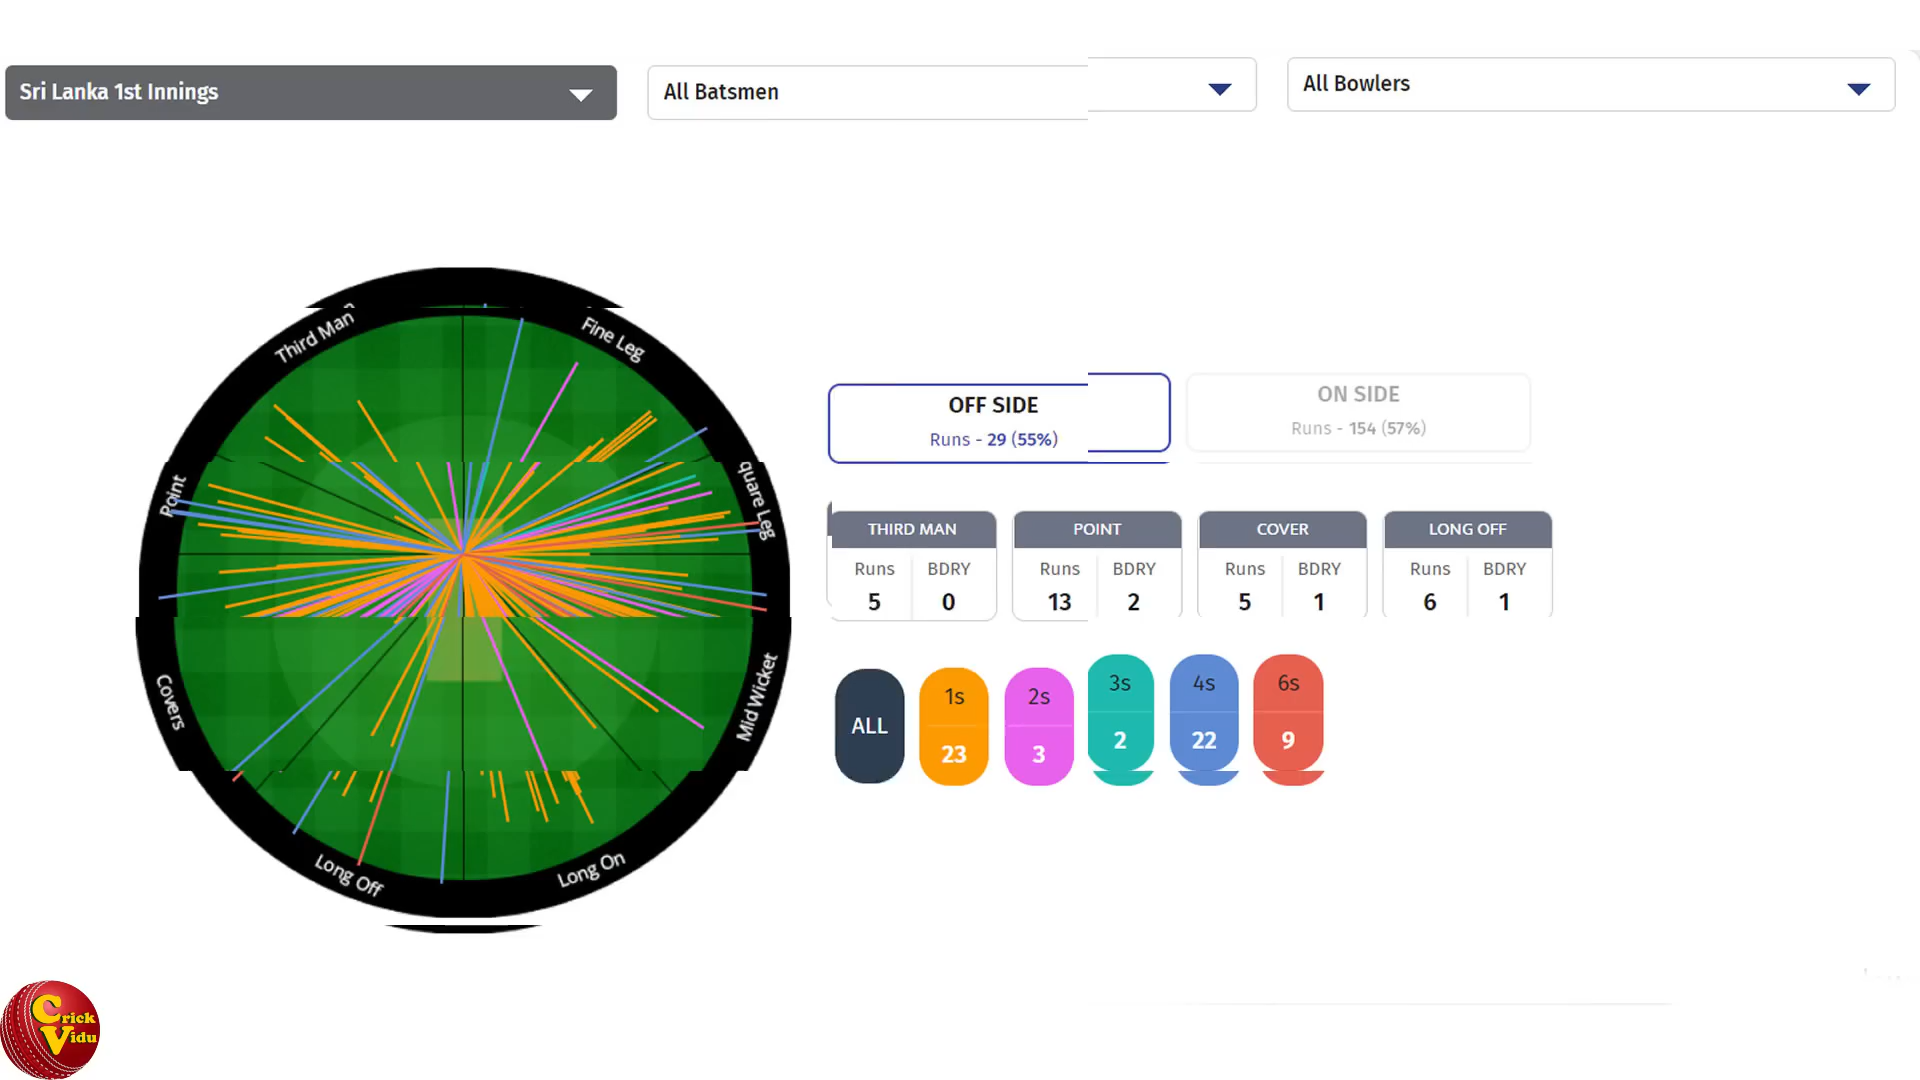 Sri Lanka 1st Innings
All Batsmen
All Bowlers
Third Man
Fine Leg
Point
quare Leg
Covers
Mid Wicket
Long Off
Long On
OFF SIDE
Runs - 29 (55%)
ON SIDE
Runs - 154 (57%)
THIRD MAN
Runs BDRY
5 0
POINT
Runs BDRY
13 2
COVER
Runs BDRY
5 1
LONG OFF
Runs BDRY
6 1
ALL
1s
23
2s
3
3s
2
4s
22
6s
9
Crick
Vidu